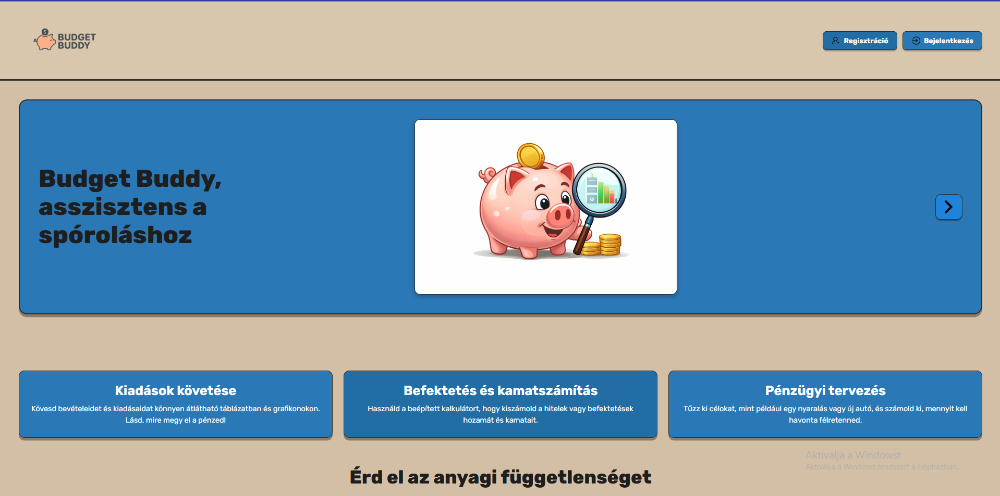 BUDGET
BUDDY
Regisztráció
Bejelentkezés
Budget Buddy,
asszisztens a
spóroláshoz
Kiadások követése
Kövesd bevételeidet és kiadásaidat könnyen átlátható táblázatban és grafikonokon.
Lásd, mire megy el a pénzed!
Befektetés és kamatszámítás
Használd a beépített kalkulátort, hogy kiszámold a hitelek vagy befektetések
hozamát és kamatait.
Pénzügyi tervezés
Tűzz ki célokat, mint például egy nyaralás vagy új autó, és számold ki, mennyit kell
havonta félretenned.
Aktiválja a Windowst
Aktiválja a Windows rendszert a Gépházban.
Érd el az anyagi függetlenséget